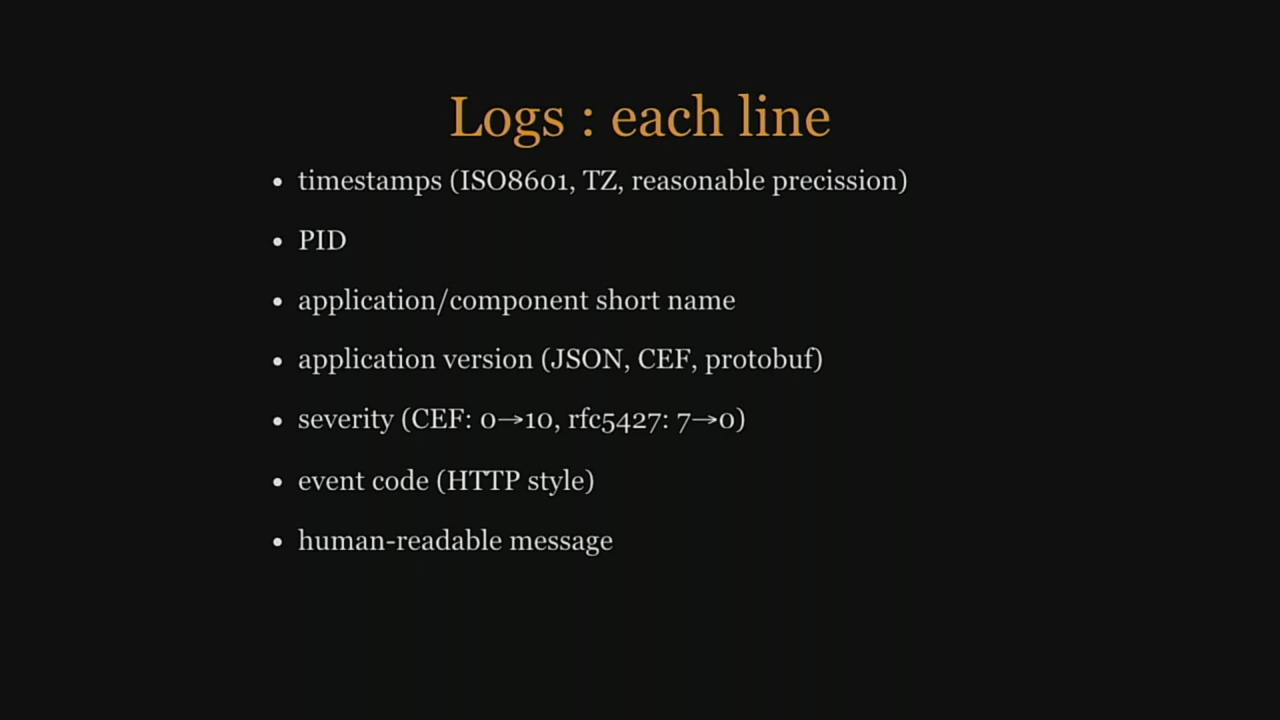 Logs : each line
• timestamps (ISO8601, TZ, reasonable precission)
• PID
• application/component short name
• application version (JSON, CEF, protobuf)
• severity (CEF: 0→10, rfc5427: 7→0)
• event code (HTTP style)
• human-readable message